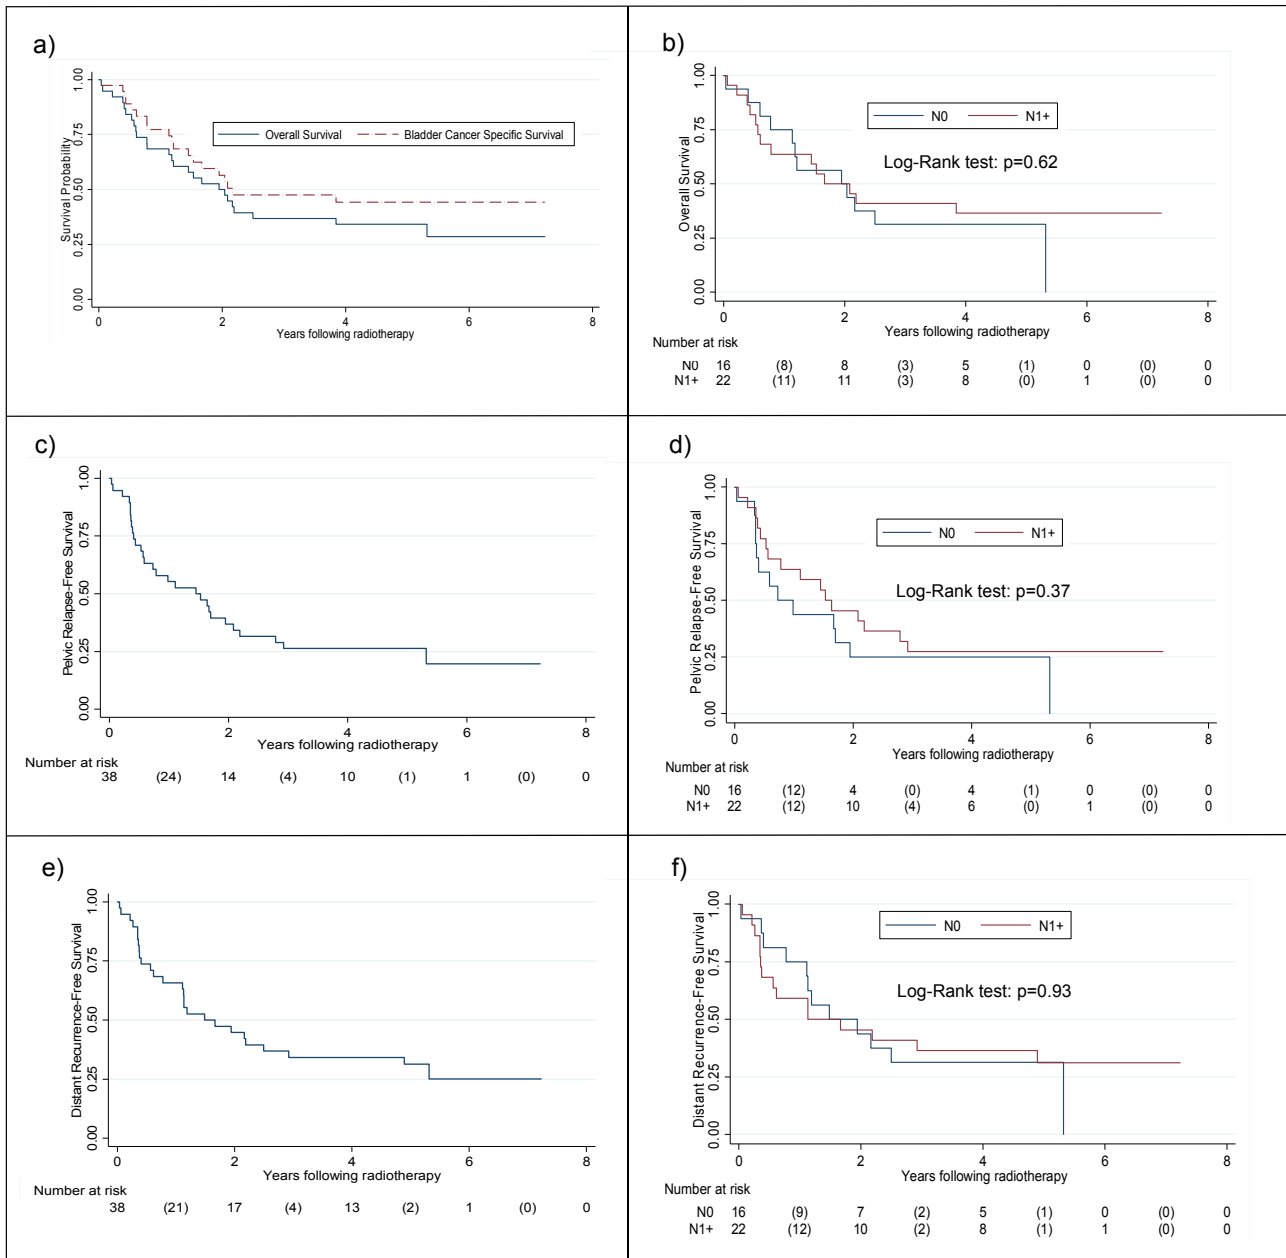 a)
Survival Probability
1.00
0.75
0.50
0.25
0.00
Overall Survival Bladder Cancer Specific Survival
0 2 4 6 8
Years following radiotherapy
b)
Overall Survival
1.00
0.75
0.50
0.25
0.00
N0 N1+
Log-Rank test: p=0.62
0 2 4 6 8
Years following radiotherapy
Number at risk
N0 16 (8) 8 (3) 5 (1) 0 (0) 0
N1+ 22 (11) 11 (3) 8 (0) 1 (0) 0
c)
Pelvic Relapse-Free Survival
1.00
0.75
0.50
0.25
0.00
0 2 4 6 8
Years following radiotherapy
Number at risk
38 (24) 14 (4) 10 (1) 1 (0) 0
d)
Pelvic Relapse-Free Survival
1.00
0.75
0.50
0.25
0.00
N0 N1+
Log-Rank test: p=0.37
0 2 4 6 8
Years following radiotherapy
Number at risk
N0 16 (12) 4 (0) 4 (1) 0 (0) 0
N1+ 22 (12) 10 (4) 6 (0) 1 (0) 0
e)
Distant Recurrence-Free Survival
1.00
0.75
0.50
0.25
0.00
0 2 4 6 8
Years following radiotherapy
Number at risk
38 (21) 17 (4) 13 (2) 1 (0) 0
f)
Distant Recurrence-Free Survival
1.00
0.75
0.50
0.25
0.00
N0 N1+
Log-Rank test: p=0.93
0 2 4 6 8
Years following radiotherapy
Number at risk
N0 16 (9) 7 (2) 5 (1) 0 (0) 0
N1+ 22 (12) 10 (2) 8 (1) 1 (0) 0